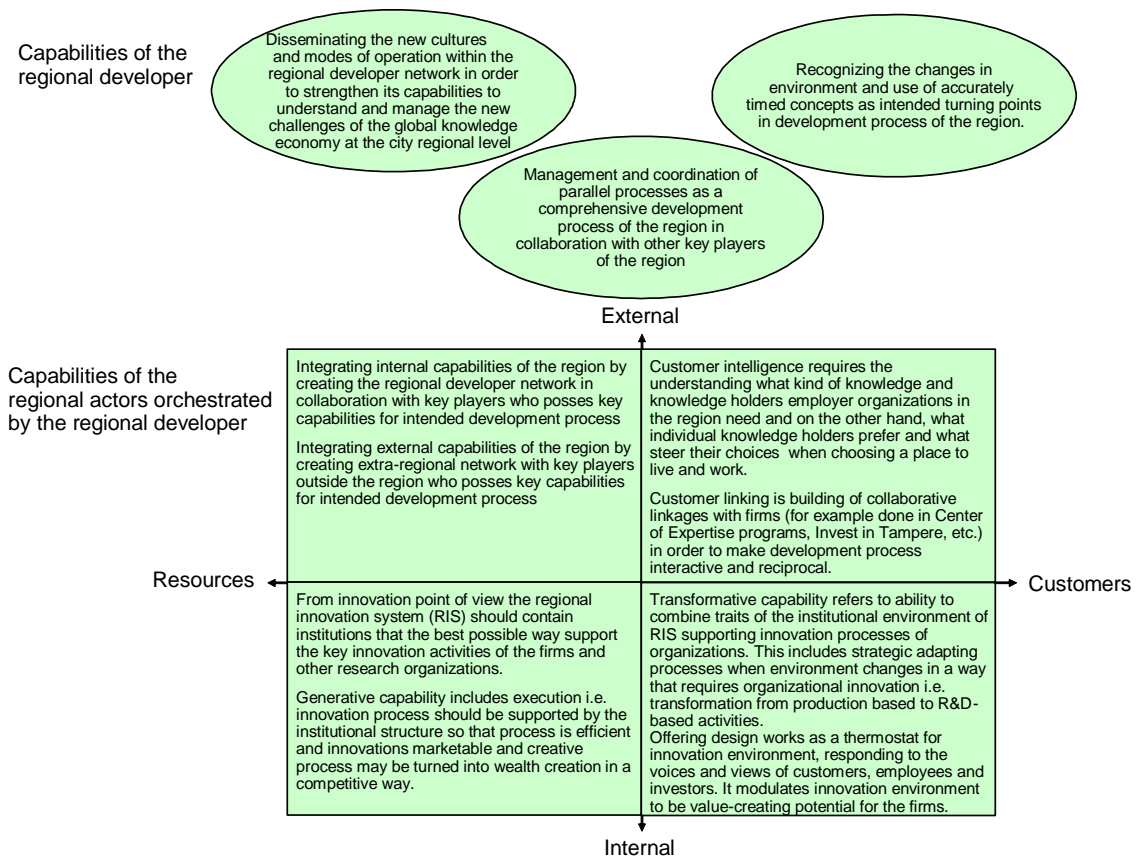 Capabilities of the
regional developer
Disseminating the new cultures
and modes of operation within the
regional developer network in order
to strengthen its capabilities to
understand and manage the new
challenges of the global knowledge
economy at the city regional level
Recognizing the changes in
environment and use of accurately
timed concepts as intended turning points
in development process of the region.
Management and coordination of
parallel processes as a
comprehensive development
process of the region in
collaboration with other key players
of the region
External
Capabilities of the
regional actors orchestrated
by the regional developer
Integrating internal capabilities of the region by
creating the regional developer network in
collaboration with key players who posses key
capabilities for intended development process
Integrating external capabilities of the region by
creating extra-regional network with key players
outside the region who posses key capabilities
for intended development process
Customer intelligence requires the
understanding what kind of knowledge and
knowledge holders employer organizations in
the region need and on the other hand, what
individual knowledge holders prefer and what
steer their choices when choosing a place to
live and work.
Customer linking is building of collaborative
linkages with firms (for example done in Center
of Expertise programs, Invest in Tampere, etc.)
in order to make development process
interactive and reciprocal.
Resources
Customers
From innovation point of view the regional
innovation system (RIS) should contain
institutions that the best possible way support
the key innovation activities of the firms and
other research organizations.
Generative capability includes execution i.e.
innovation process should be supported by the
institutional structure so that process is efficient
and innovations marketable and creative
process may be turned into wealth creation in a
competitive way.
Transformative capability refers to ability to
combine traits of the institutional environment of
RIS supporting innovation processes of
organizations. This includes strategic adapting
processes when environment changes in a way
that requires organizational innovation i.e.
transformation from production based to R&D-
based activities.
Offering design works as a thermostat for
innovation environment, responding to the
voices and views of customers, employees and
investors. It modulates innovation environment
to be value-creating potential for the firms.
Internal